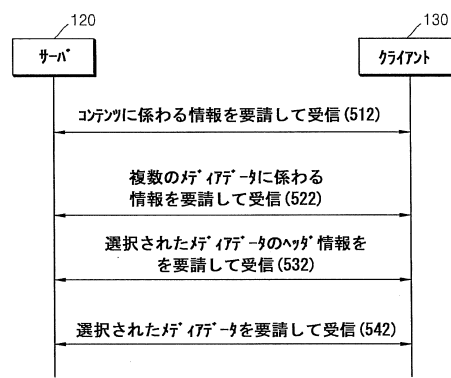 120
130
ｻｰﾊﾞ
ｸﾗｲｱﾝﾄ
ｺﾝﾃﾝﾂに係わる情報を要請して受信(512)
複数のﾒﾃﾞｨｱﾃﾞｰﾀに係わる
情報を要請して受信(522)
選択されたﾒﾃﾞｨｱﾃﾞｰﾀのﾍｯﾀﾞ情報を
を要請して受信(532)
選択されたﾒﾃﾞｨｱﾃﾞｰﾀを要請して受信(542)